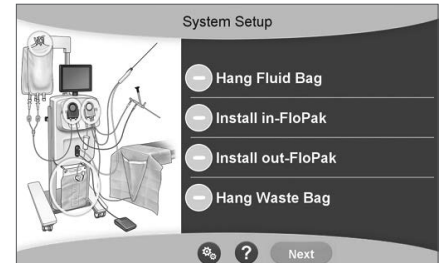 System Setup
Hang Fluid Bag
Install in-FloPak
Install out-FloPak
Hang Waste Bag
?
Next